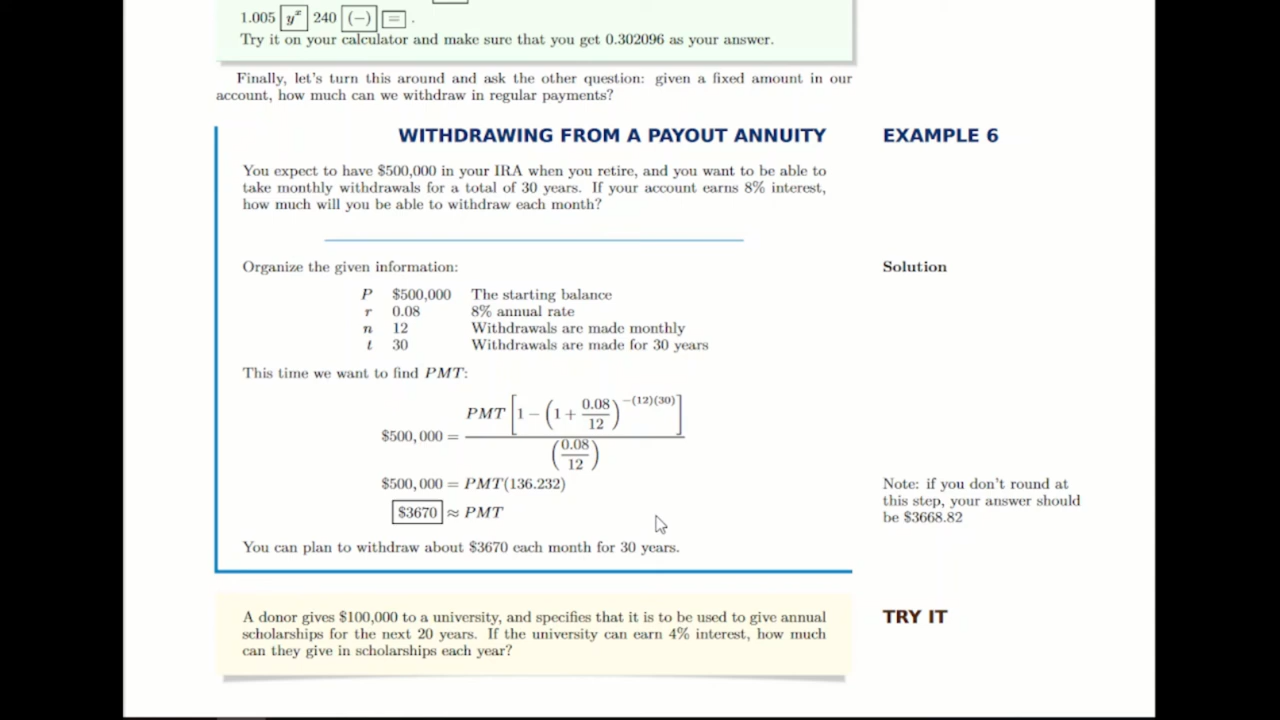 1.005 yˣ 240 (−) = .
Try it on your calculator and make sure that you get 0.302096 as your answer.
Finally, let's turn this around and ask the other question: given a fixed amount in our
account, how much can we withdraw in regular payments?
WITHDRAWING FROM A PAYOUT ANNUITY
EXAMPLE 6
You expect to have $500,000 in your IRA when you retire, and you want to be able to
take monthly withdrawals for a total of 30 years. If your account earns 8% interest,
how much will you be able to withdraw each month?
Organize the given information:
Solution
P $500,000 The starting balance
r 0.08 8% annual rate
n 12 Withdrawals are made monthly
t 30 Withdrawals are made for 30 years
This time we want to find PMT:
$500,000 = PMT [1 − (1 + 0.08/12)^−(12)(30)] / (0.08/12)
$500,000 = PMT(136.232)
$3670 ≈ PMT
Note: if you don't round at
this step, your answer should
be $3668.82
You can plan to withdraw about $3670 each month for 30 years.
A donor gives $100,000 to a university, and specifies that it is to be used to give annual
scholarships for the next 20 years. If the university can earn 4% interest, how much
can they give in scholarships each year?
TRY IT